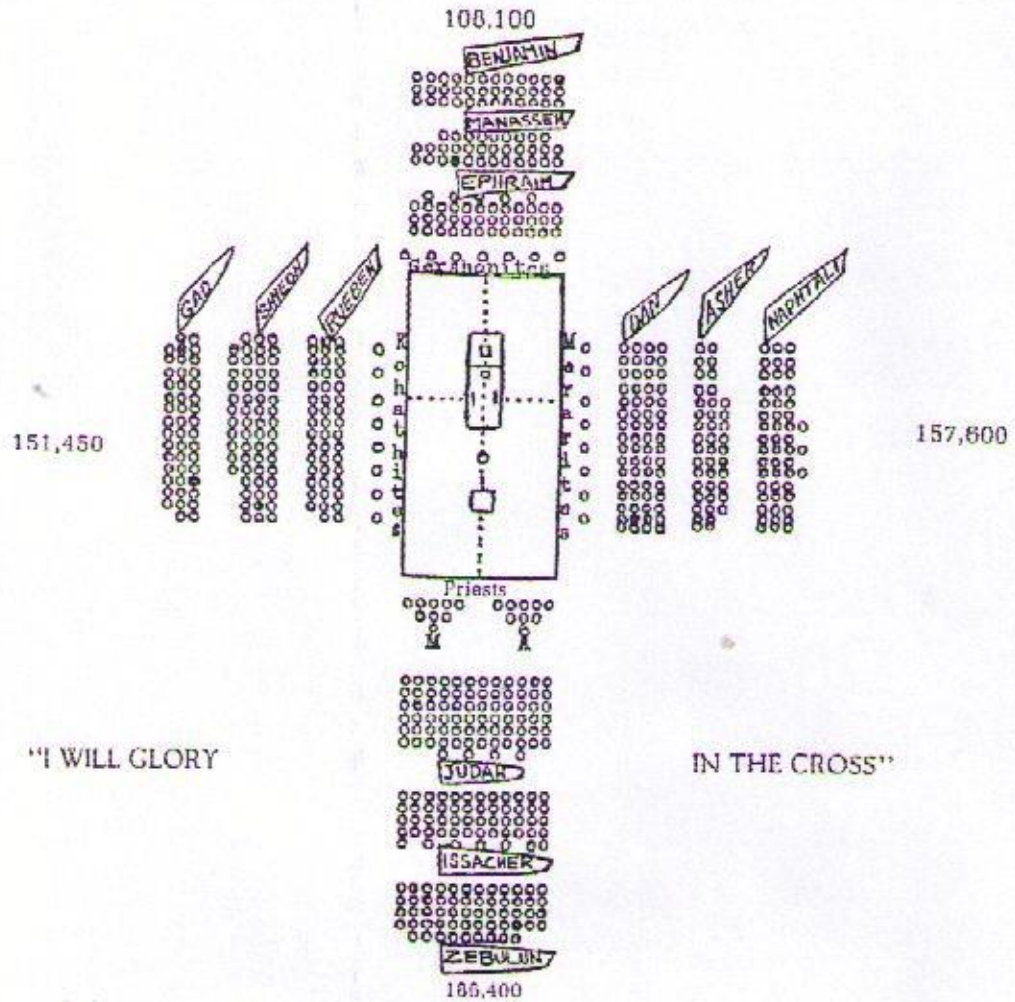 108.100
BENJAMIN
MANASSEH
EPHRAIM
Gershonites
GAD
SIMEON
RUEBEN
DAN
ASHER
NAPHTALI
Kohathites
Merarites
151,450
157,600
Priests
M A
"I WILL GLORY
IN THE CROSS"
JUDAH
ISSACHER
ZEBULUN
186,400